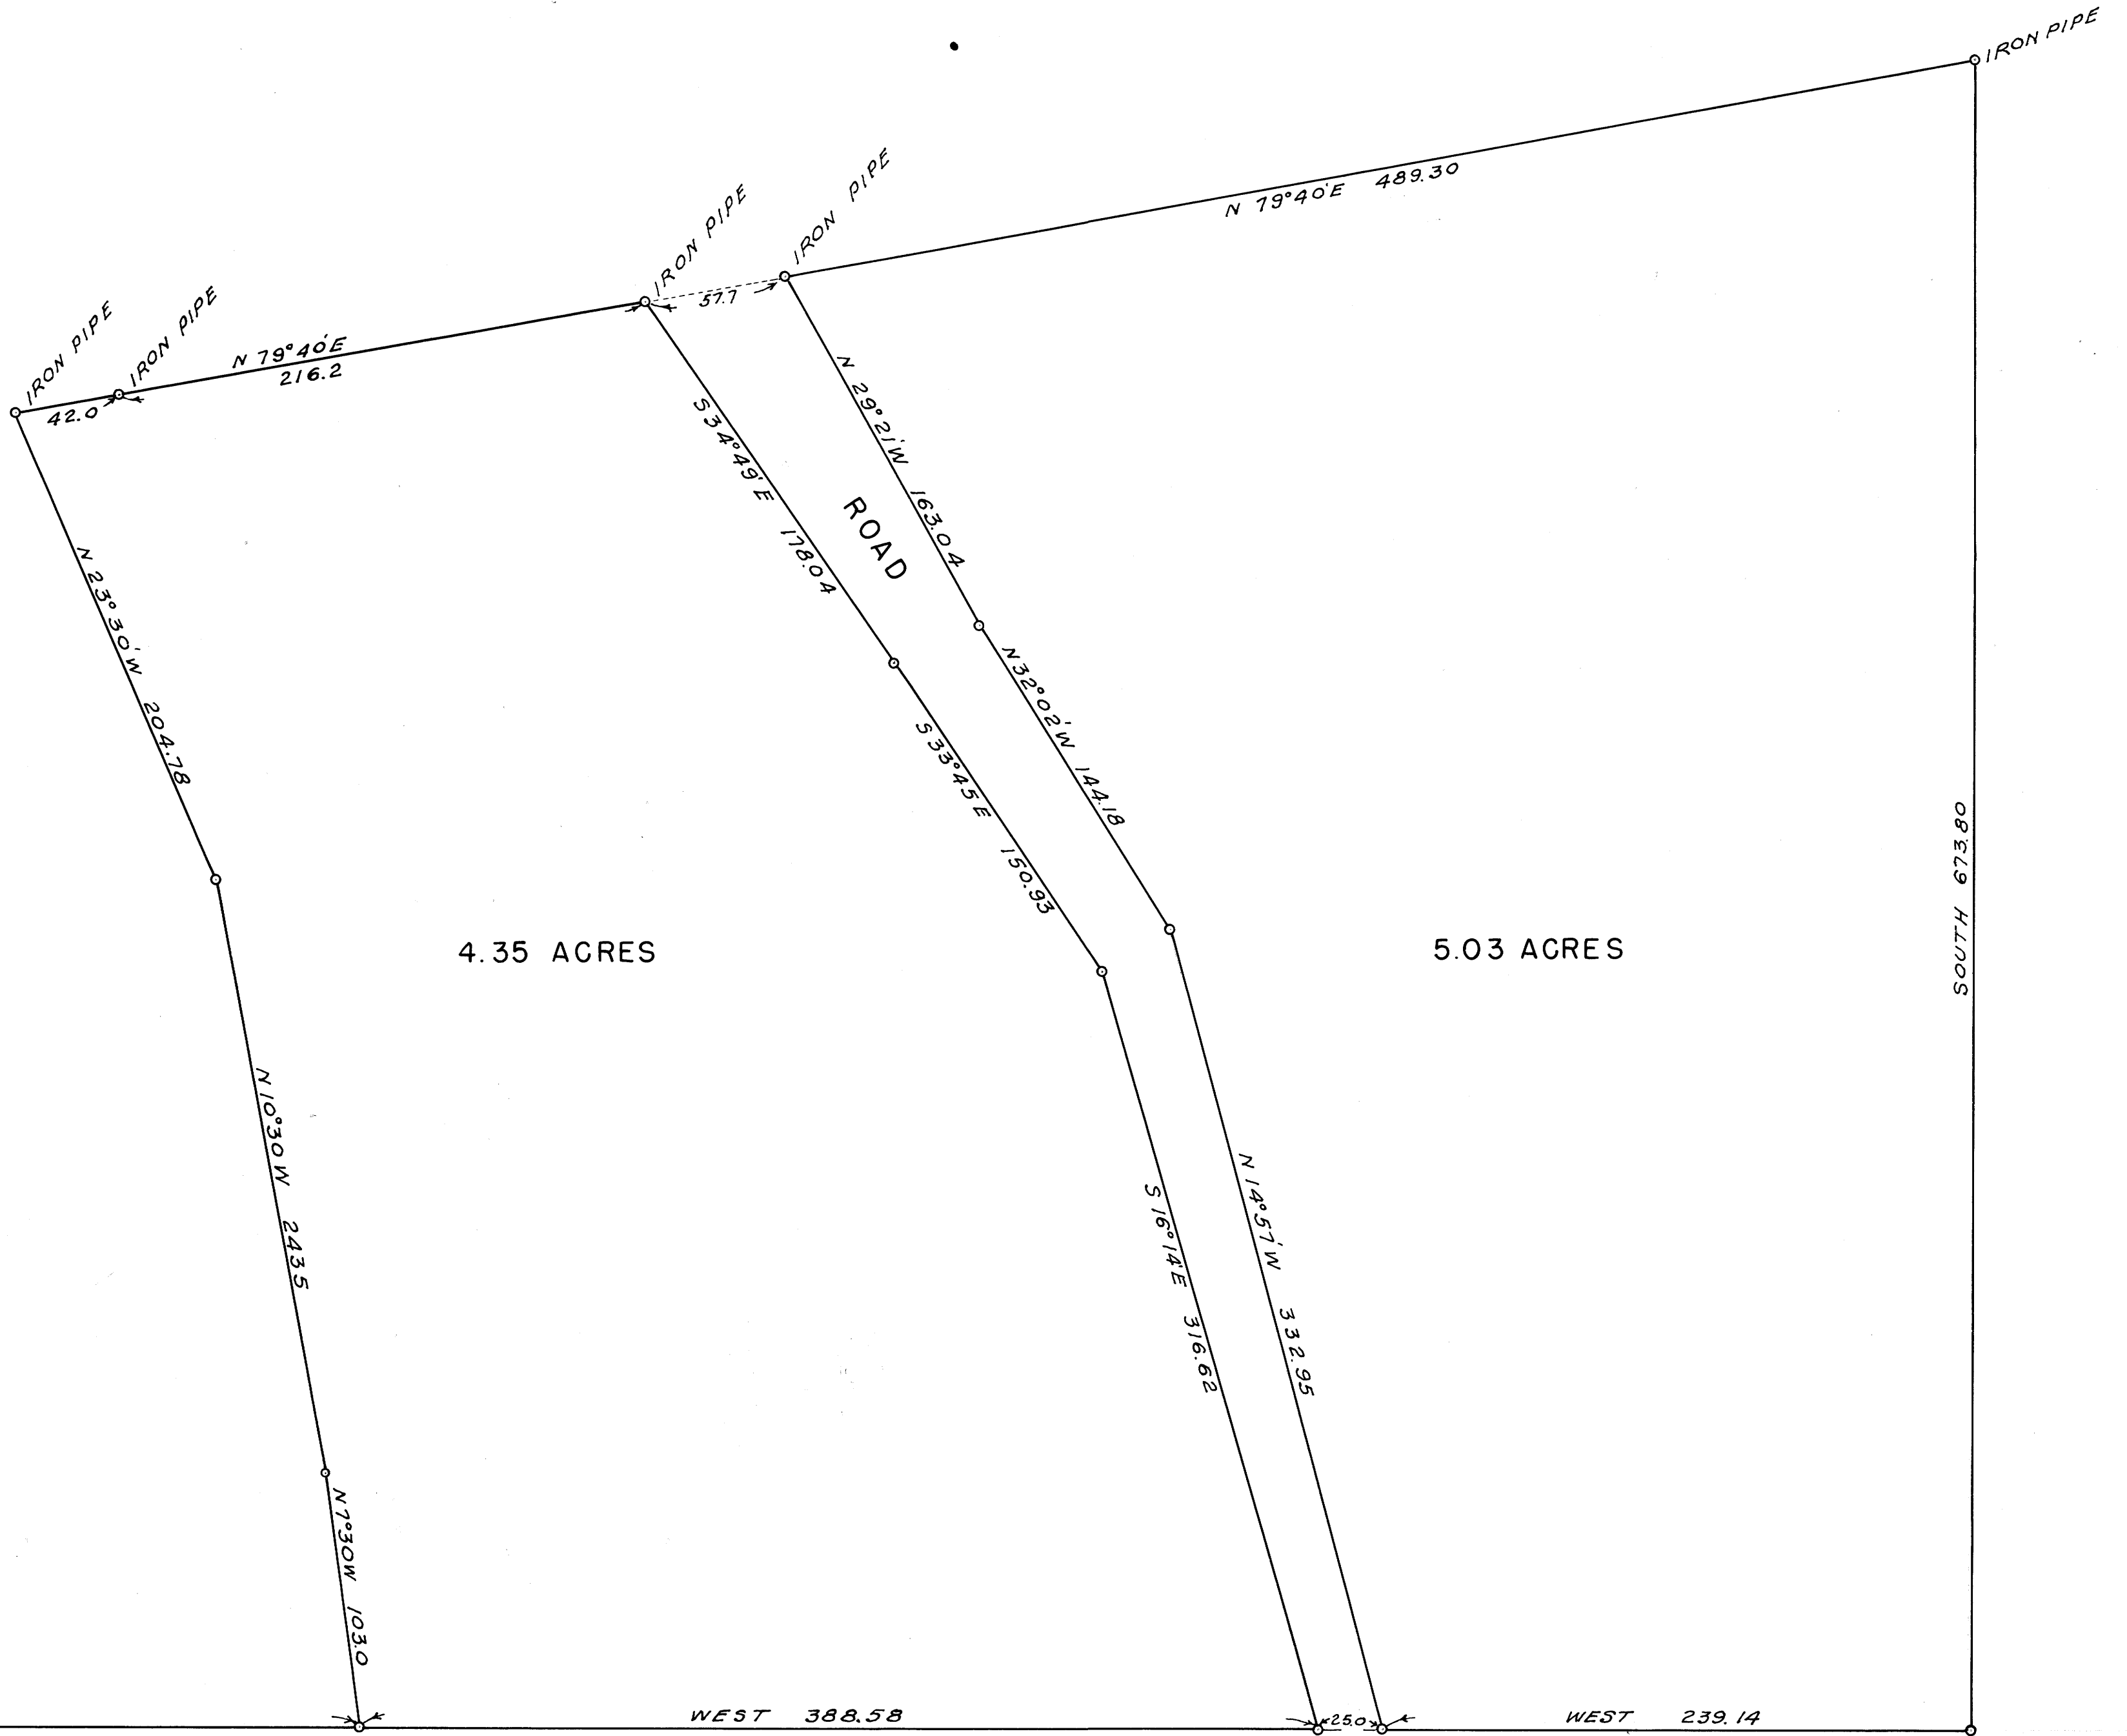 IRON PIPE
IRON PIPE
IRON PIPE
IRON PIPE
IRON PIPE
N 79°40'E 489.30
57.7
N 79°40'E
216.2
42.0
N 29°21'W 163.04
S 34°49'E 178.04
ROAD
N 23°30'W 204.78
N 32°02'W 144.18
S 33°45 E 150.93
SOUTH 673.80
4.35 ACRES
5.03 ACRES
N 10°30 W 243.5
N 14°57'W 332.95
S 16°14'E 316.62
N 7°30 W 103.0
WEST 388.58
25.0
WEST 239.14